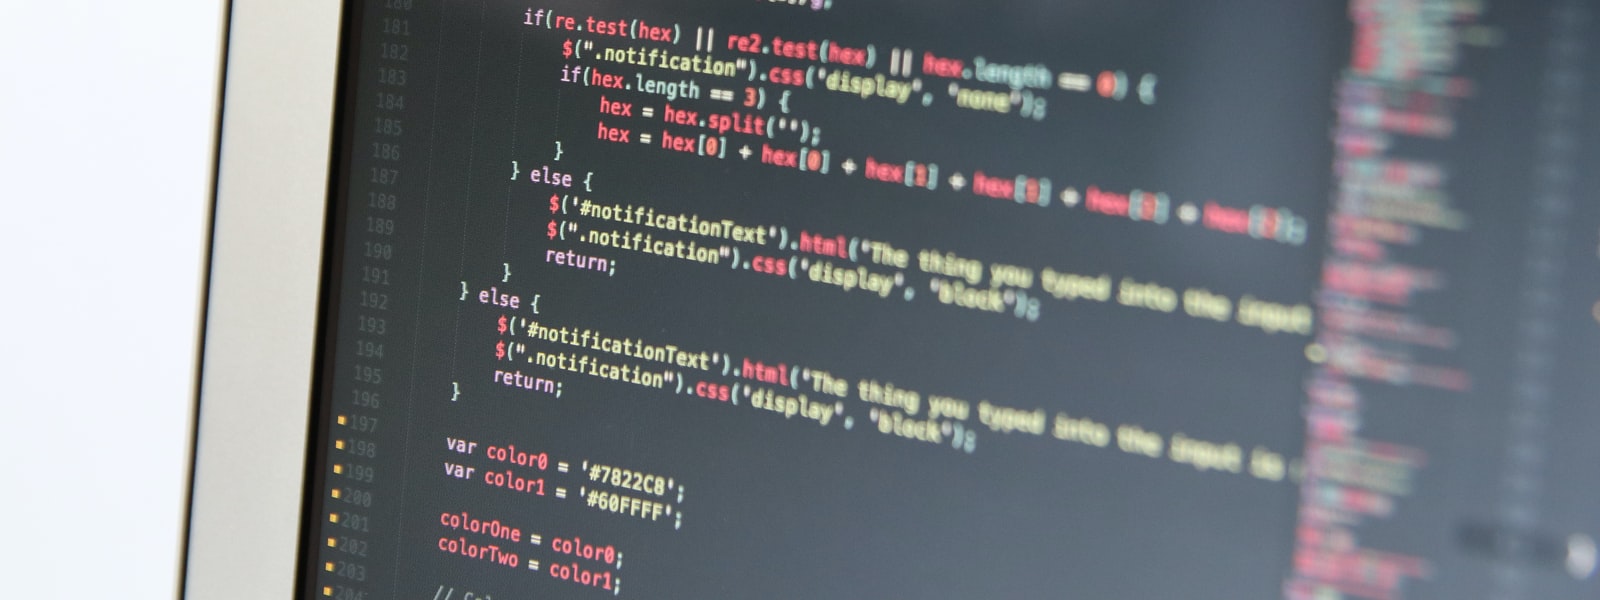 180
181 if(re.test(hex) || re2.test(hex) || hex.length == 0) {
182 $(".notification").css('display', 'none');
183 if(hex.length == 3) {
184 hex = hex.split('');
185 hex = hex[0] + hex[0] + hex[1] + hex[1] + hex[2] + hex[2];
186 }
187 } else {
188 $('#notificationText').html('The thing you typed into the input
189 $(".notification").css('display', 'block');
190 return;
191 }
192 } else {
193 $('#notificationText').html('The thing you typed into the input is
194 $(".notification").css('display', 'block');
195 return;
196 }
197
198 var color0 = '#7822C8';
199 var color1 = '#60FFFF';
200
201 colorOne = color0;
202 colorTwo = color1;
203
204 //